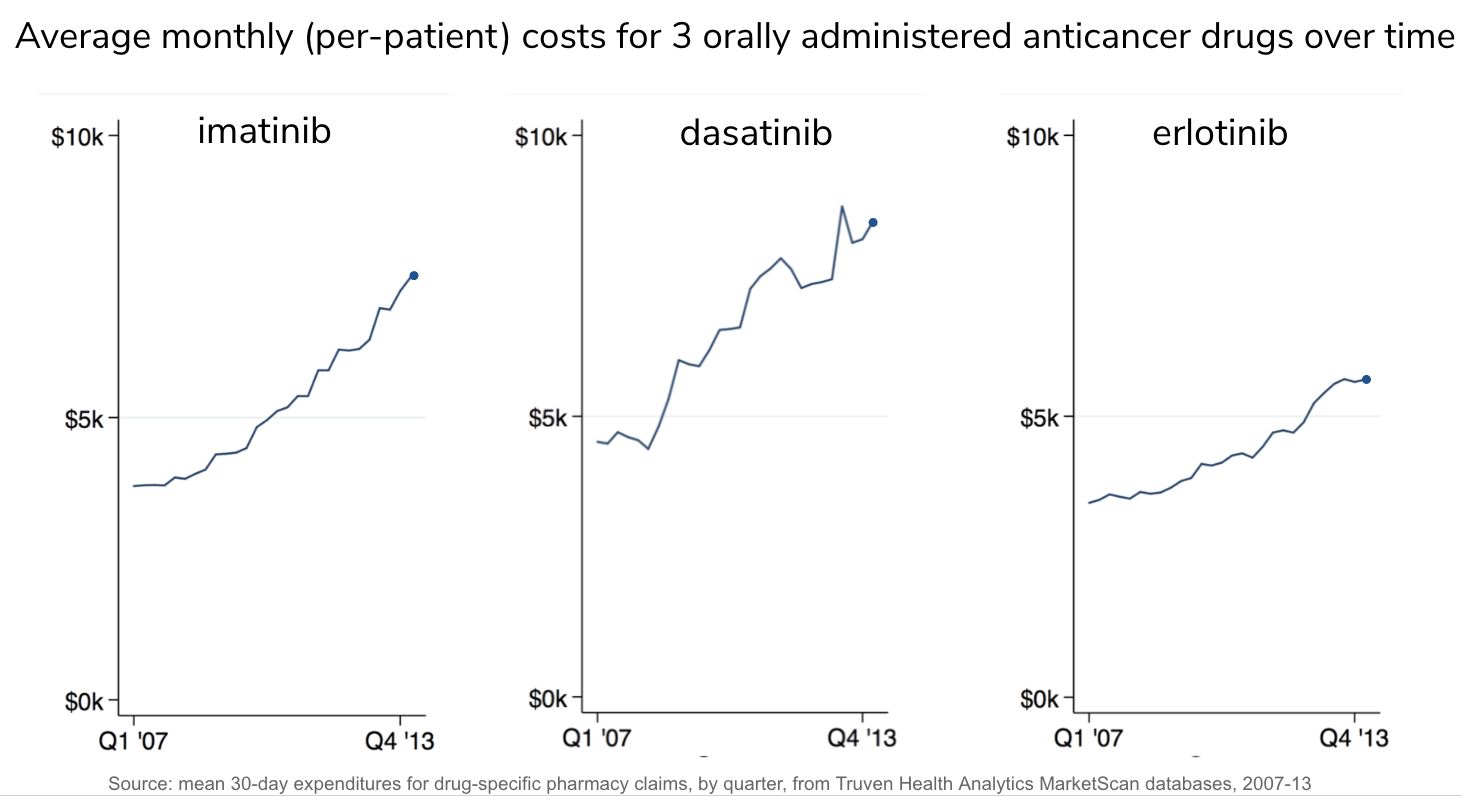 Average monthly (per-patient) costs for 3 orally administered anticancer drugs over time
imatinib
$10k
$5k
$0k
Q1 '07
Q4 '13
dasatinib
$10k
$5k
$0k
Q1 '07
Q4 '13
erlotinib
$10k
$5k
$0k
Q1 '07
Q4 '13
Source: mean 30-day expenditures for drug-specific pharmacy claims, by quarter, from Truven Health Analytics MarketScan databases, 2007-13